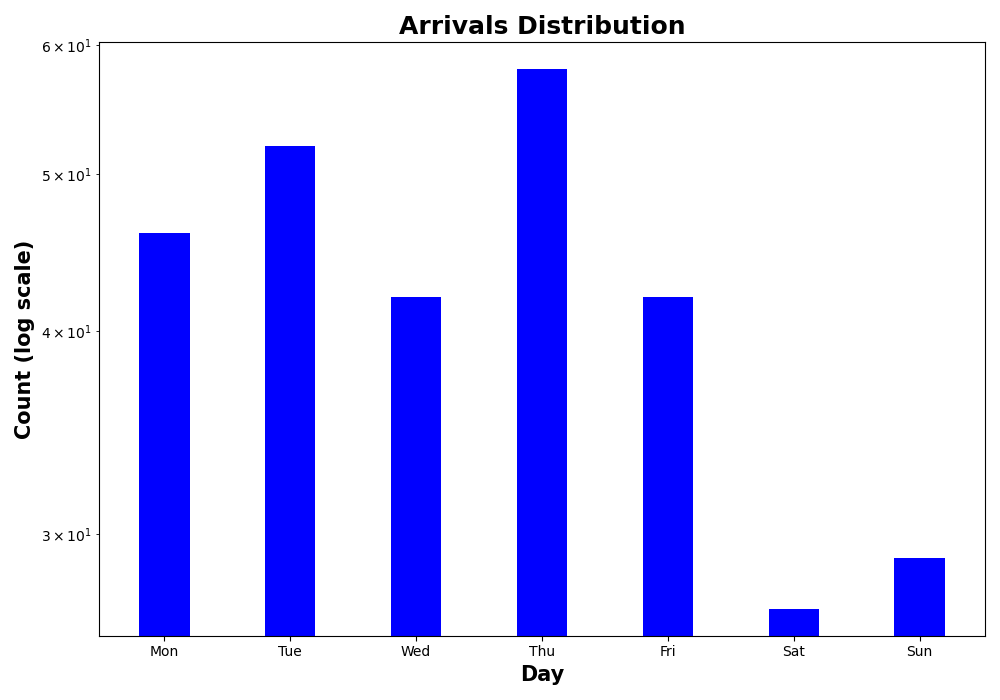 Arrivals Distribution
6 × 10¹
5 × 10¹
4 × 10¹
3 × 10¹
Count (log scale)
Mon Tue Wed Thu Fri Sat Sun
Day